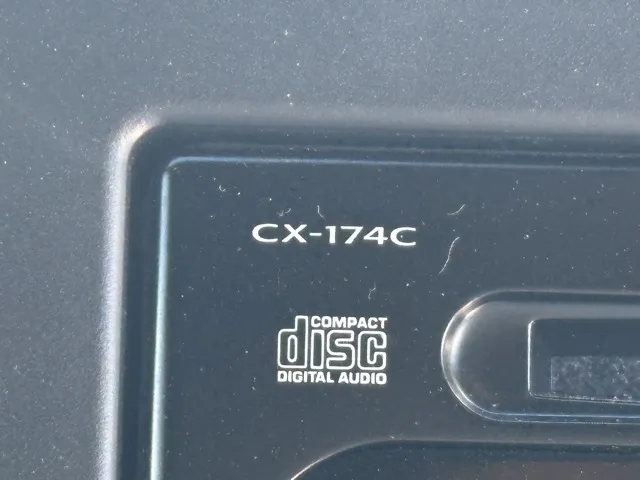 CX-174C
COMPACT
disc
DIGITAL AUDIO